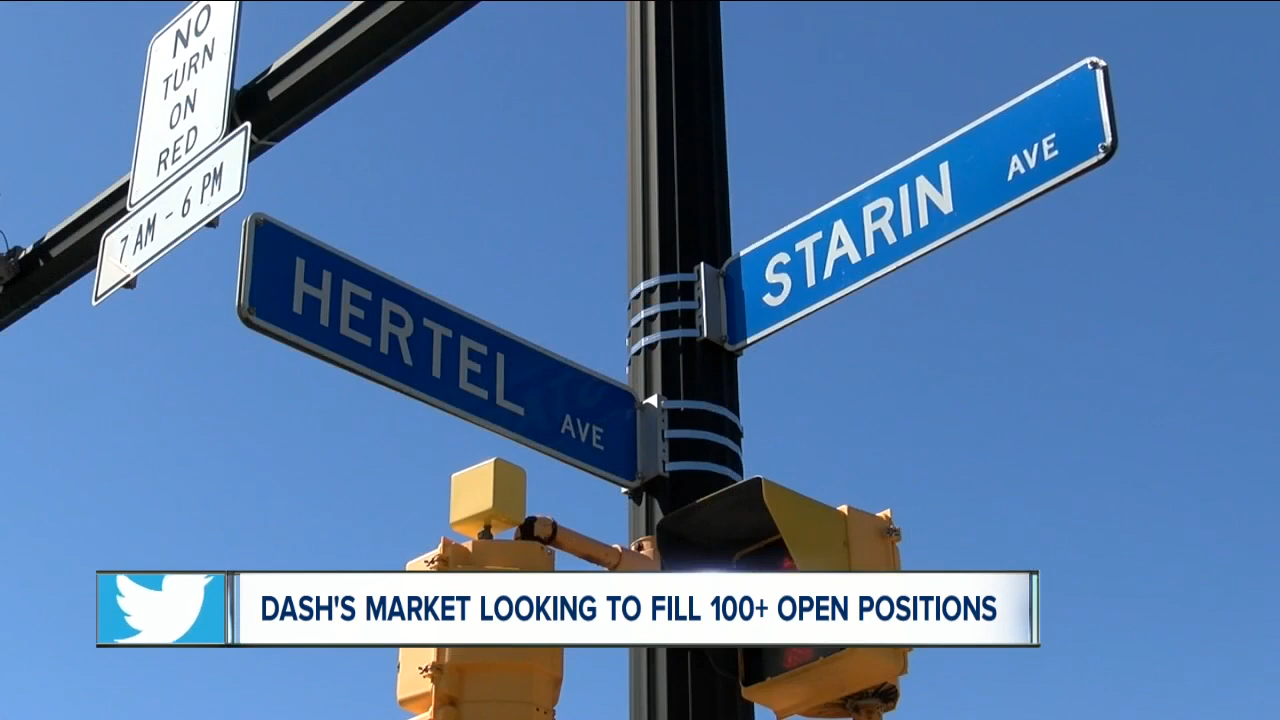 NO
TURN
ON
RED
7 AM - 6 PM
STARIN AVE
HERTEL AVE
DASH'S MARKET LOOKING TO FILL 100+ OPEN POSITIONS